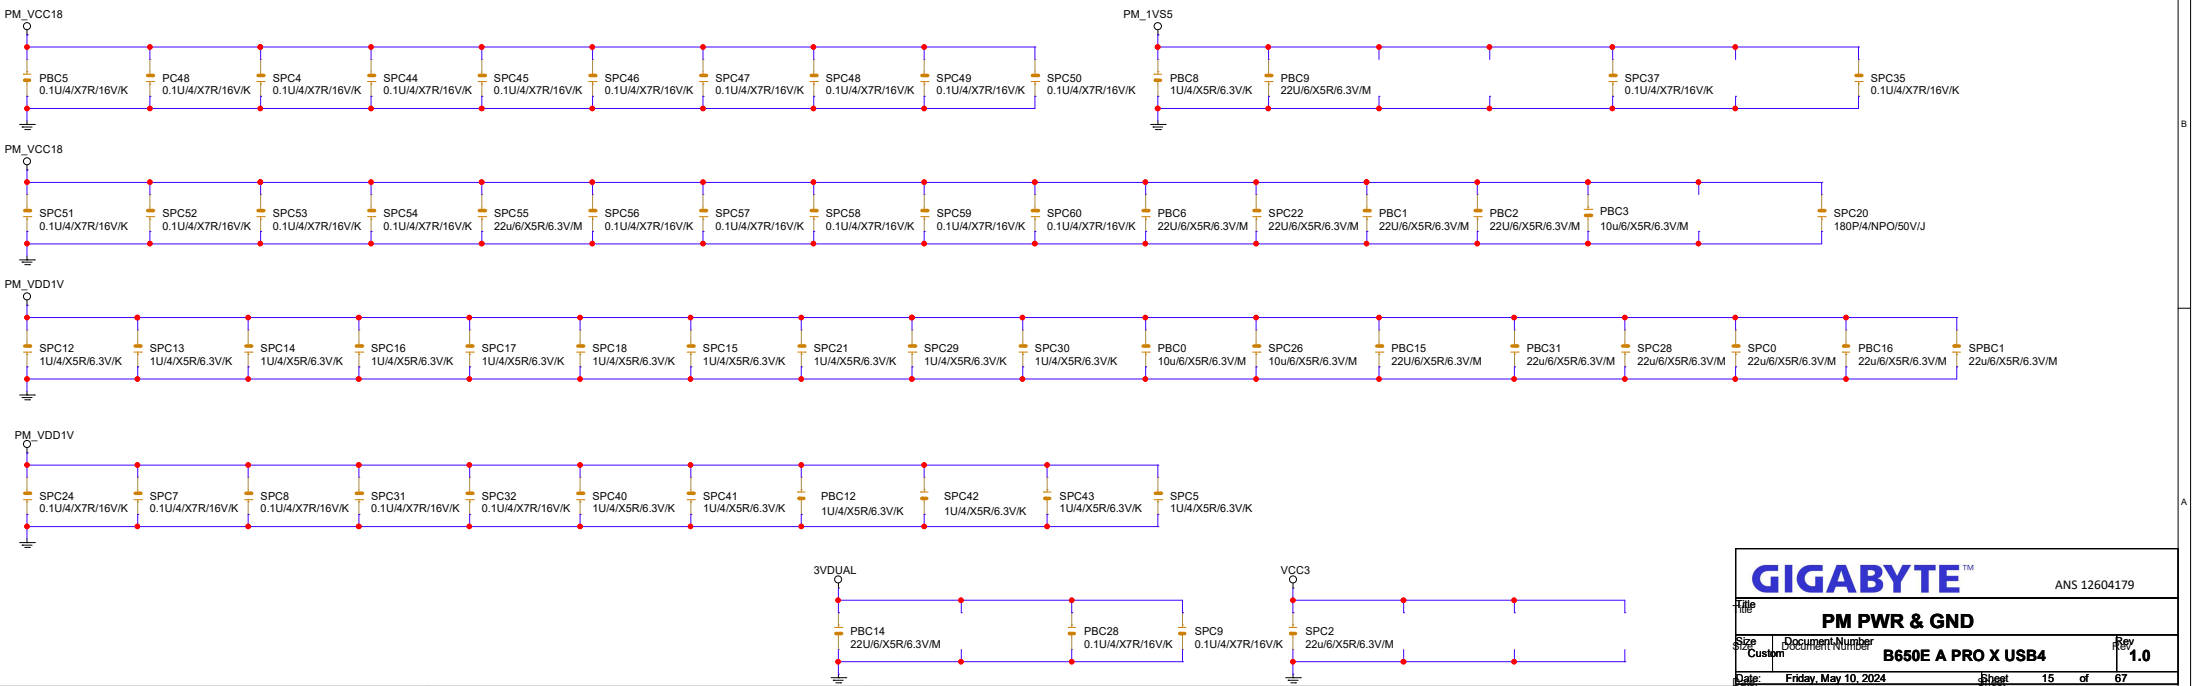 PM_VCC18
PM_1VS5
PBC5 PC48 SPC4 SPC44 SPC45 SPC46 SPC47 SPC48 SPC49 SPC50 PBC8 PBC9 SPC37 SPC35
0.1U/4/X7R/16V/K 0.1U/4/X7R/16V/K 0.1U/4/X7R/16V/K 0.1U/4/X7R/16V/K 0.1U/4/X7R/16V/K 0.1U/4/X7R/16V/K 0.1U/4/X7R/16V/K 0.1U/4/X7R/16V/K 0.1U/4/X7R/16V/K 0.1U/4/X7R/16V/K 1U/4/X5R/6.3V/K 22U/6/X5R/6.3V/M 0.1U/4/X7R/16V/K 0.1U/4/X7R/16V/K
B
PM_VCC18
SPC51 SPC52 SPC53 SPC54 SPC55 SPC56 SPC57 SPC58 SPC59 SPC60 PBC6 SPC22 PBC1 PBC2 PBC3 SPC20
0.1U/4/X7R/16V/K 0.1U/4/X7R/16V/K 0.1U/4/X7R/16V/K 0.1U/4/X7R/16V/K 22u/6/X5R/6.3V/M 0.1U/4/X7R/16V/K 0.1U/4/X7R/16V/K 0.1U/4/X7R/16V/K 0.1U/4/X7R/16V/K 0.1U/4/X7R/16V/K 22U/6/X5R/6.3V/M 22U/6/X5R/6.3V/M 22U/6/X5R/6.3V/M 22U/6/X5R/6.3V/M 10u/6/X5R/6.3V/M 180P/4/NPO/50V/J
PM_VDD1V
SPC12 SPC13 SPC14 SPC16 SPC17 SPC18 SPC15 SPC21 SPC29 SPC30 PBC0 SPC26 PBC15 PBC31 SPC28 SPC0 PBC16 SPBC1
1U/4/X5R/6.3V/K 1U/4/X5R/6.3V/K 1U/4/X5R/6.3V/K 1U/4/X5R/6.3V/K 1U/4/X5R/6.3V/K 1U/4/X5R/6.3V/K 1U/4/X5R/6.3V/K 1U/4/X5R/6.3V/K 1U/4/X5R/6.3V/K 1U/4/X5R/6.3V/K 10u/6/X5R/6.3V/M 10u/6/X5R/6.3V/M 22U/6/X5R/6.3V/M 22u/6/X5R/6.3V/M 22u/6/X5R/6.3V/M 22u/6/X5R/6.3V/M 22u/6/X5R/6.3V/M 22u/6/X5R/6.3V/M
PM_VDD1V
SPC24 SPC7 SPC8 SPC31 SPC32 SPC40 SPC41 PBC12 SPC42 SPC43 SPC5
0.1U/4/X7R/16V/K 0.1U/4/X7R/16V/K 0.1U/4/X7R/16V/K 0.1U/4/X7R/16V/K 0.1U/4/X7R/16V/K 1U/4/X5R/6.3V/K 1U/4/X5R/6.3V/K 1U/4/X5R/6.3V/K 1U/4/X5R/6.3V/K 1U/4/X5R/6.3V/K 1U/4/X5R/6.3V/K
A
3VDUAL
VCC3
PBC14 PBC28 SPC9 SPC2
22U/6/X5R/6.3V/M 0.1U/4/X7R/16V/K 0.1U/4/X7R/16V/K 22u/6/X5R/6.3V/M
GIGABYTE™
ANS 12604179
Title
PM PWR & GND
Size Document Number Rev
Custom B650E A PRO X USB4 1.0
Date: Friday, May 10, 2024 Sheet 15 of 67